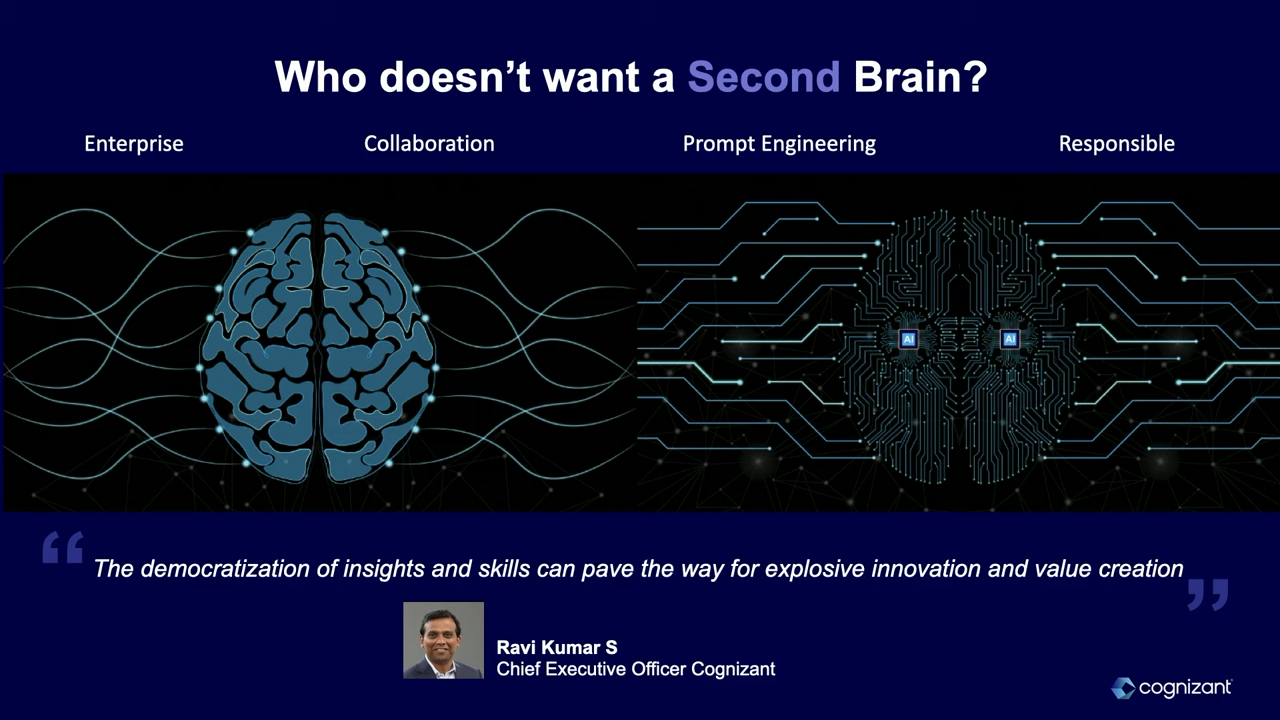 Who doesn’t want a Second Brain?
Enterprise
Collaboration
Prompt Engineering
Responsible
AI
AI
“
The democratization of insights and skills can pave the way for explosive innovation and value creation
”
Ravi Kumar S
Chief Executive Officer Cognizant
cognizant